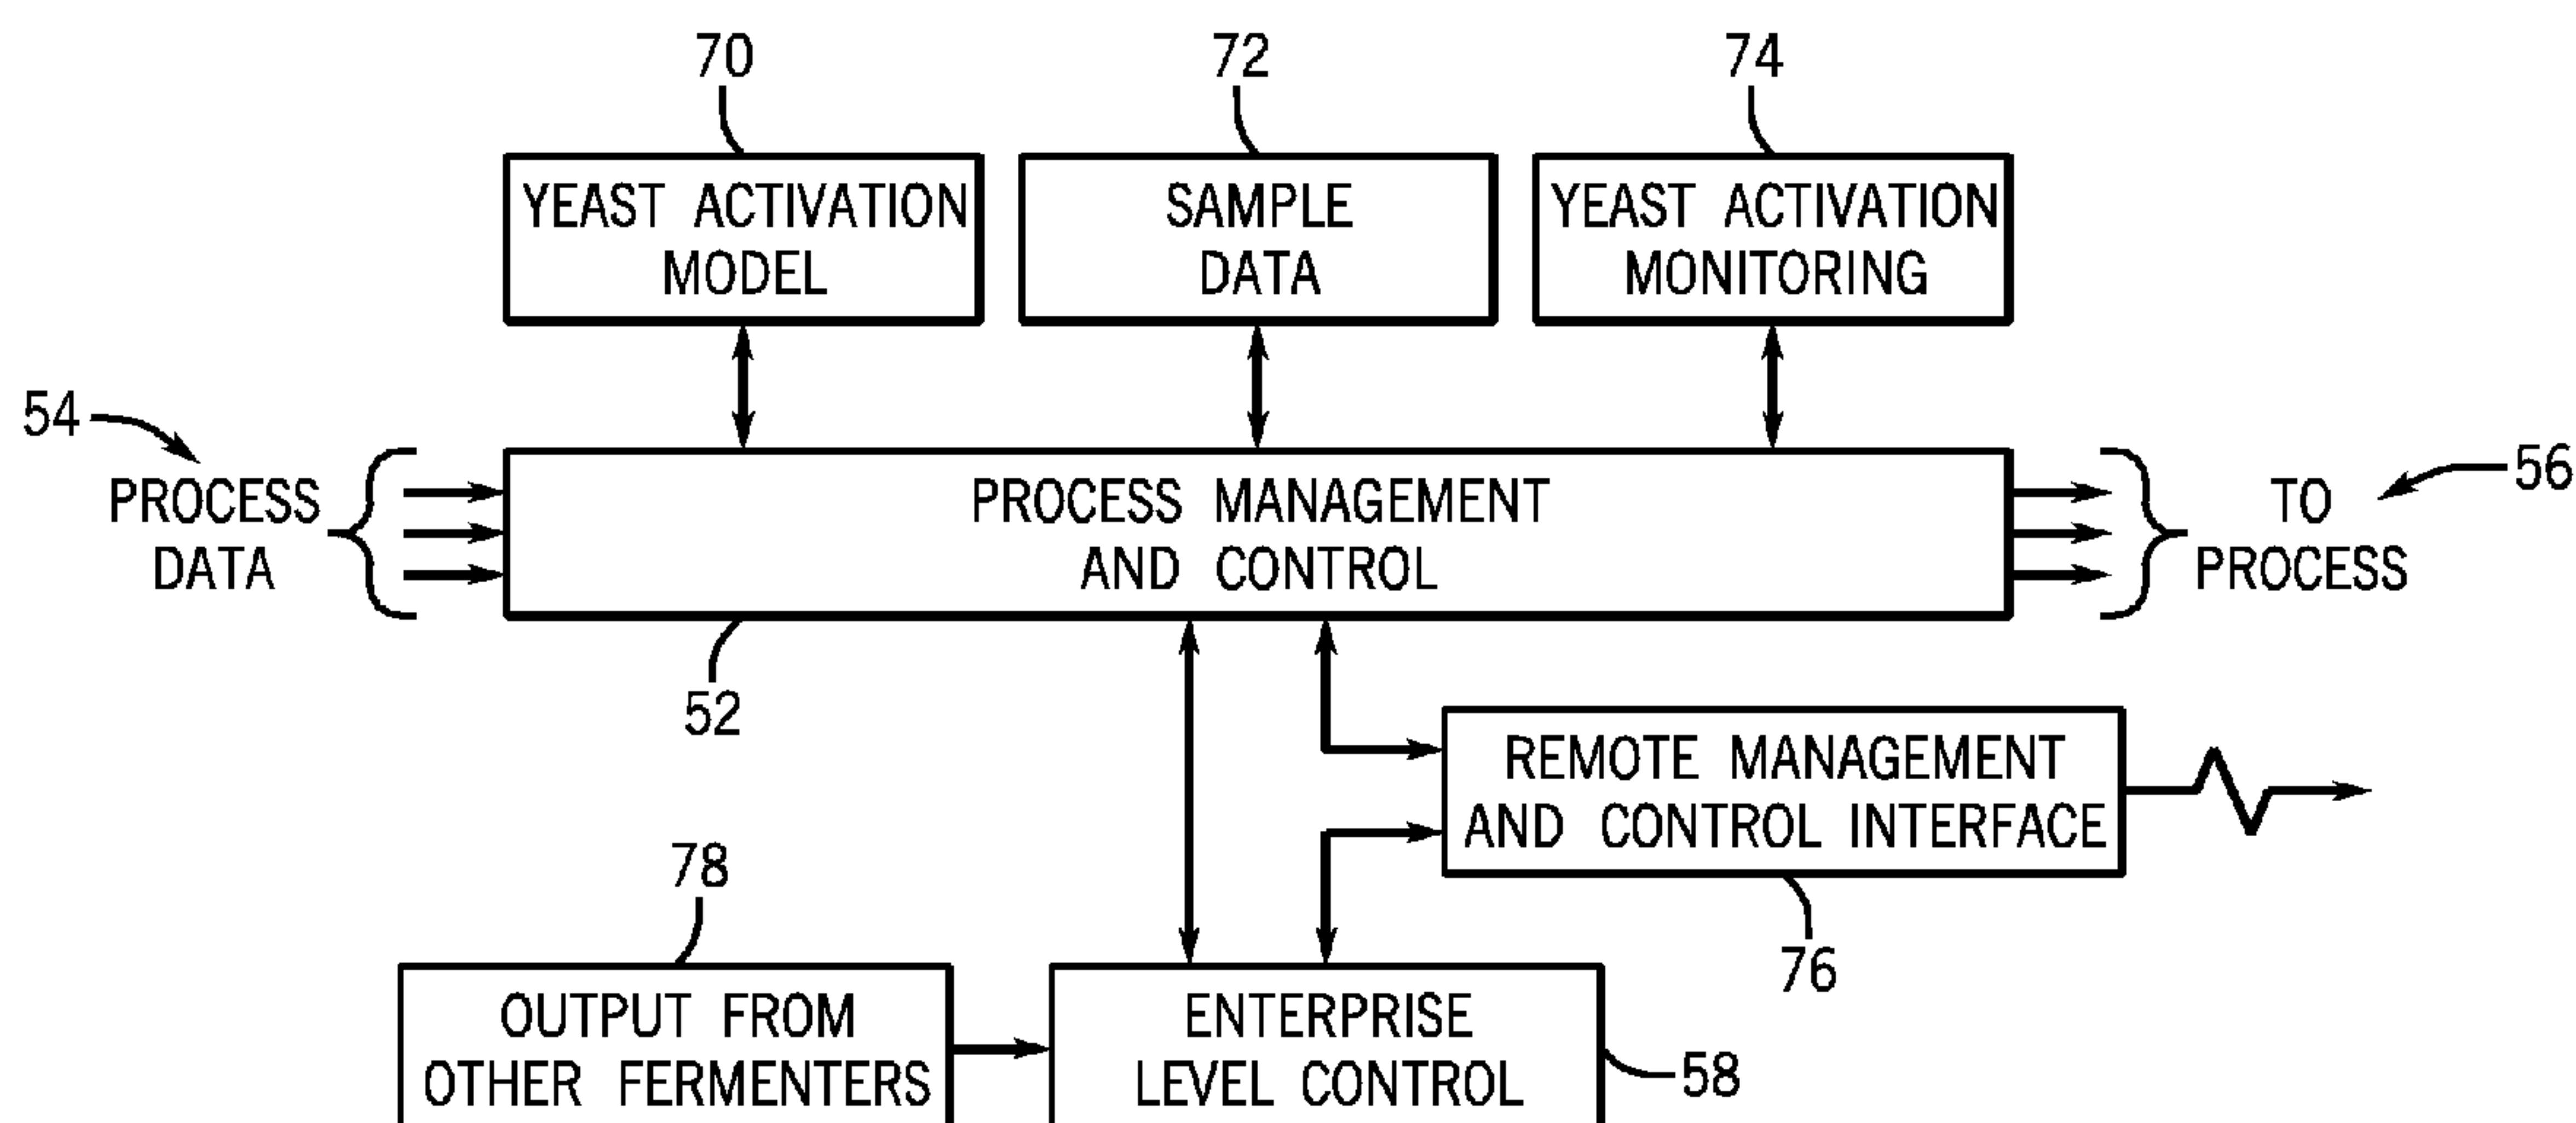 70
72
74
YEAST ACTIVATION
MODEL
SAMPLE
DATA
YEAST ACTIVATION
MONITORING
54
PROCESS
DATA
PROCESS MANAGEMENT
AND CONTROL
56
TO
PROCESS
52
REMOTE MANAGEMENT
AND CONTROL INTERFACE
76
78
OUTPUT FROM
OTHER FERMENTERS
ENTERPRISE
LEVEL CONTROL
58